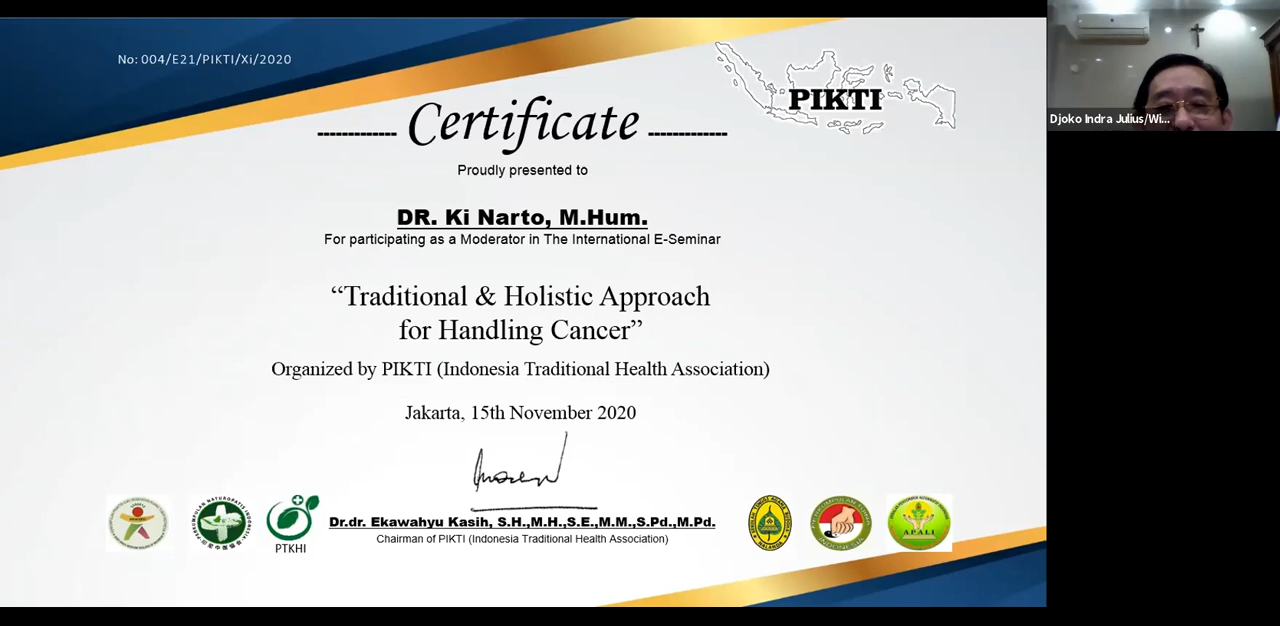 No: 004/E21/PIKTI/Xi/2020
PIKTI
------------- Certificate -------------
Proudly presented to
DR. Ki Narto, M.Hum.
For participating as a Moderator in The International E-Seminar
“Traditional & Holistic Approach
for Handling Cancer”
Organized by PIKTI (Indonesia Traditional Health Association)
Jakarta, 15th November 2020
Dr.dr. Ekawahyu Kasih, S.H.,M.H.,S.E.,M.M.,S.Pd.,M.Pd.
Chairman of PIKTI (Indonesia Traditional Health Association)
PTKHI
INDONESIA
APALI
Djoko Indra Julius/Wi...